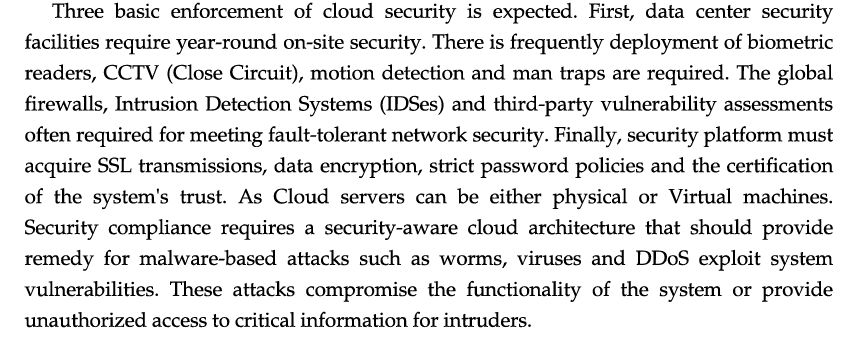 Three basic enforcement of cloud security is expected. First, data center security
facilities require year-round on-site security. There is frequently deployment of biometric
readers, CCTV (Close Circuit), motion detection and man traps are required. The global
firewalls, Intrusion Detection Systems (IDSes) and third-party vulnerability assessments
often required for meeting fault-tolerant network security. Finally, security platform must
acquire SSL transmissions, data encryption, strict password policies and the certification
of the system's trust. As Cloud servers can be either physical or Virtual machines.
Security compliance requires a security-aware cloud architecture that should provide
remedy for malware-based attacks such as worms, viruses and DDoS exploit system
vulnerabilities. These attacks compromise the functionality of the system or provide
unauthorized access to critical information for intruders.